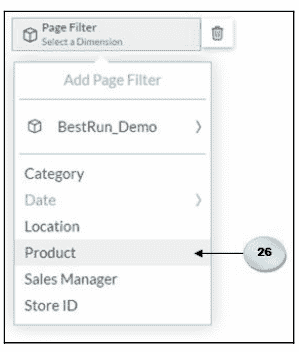 Page Filter
Select a Dimension
Add Page Filter
BestRun_Demo
Category
Date
Location
Product
26
Sales Manager
Store ID